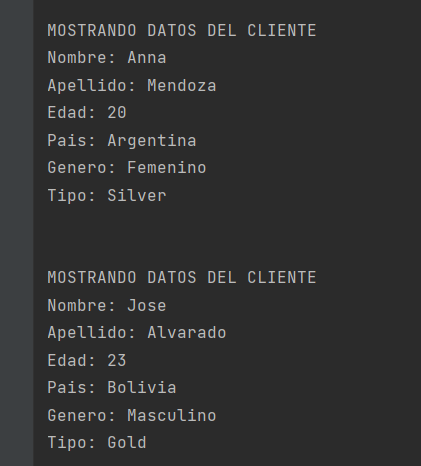 MOSTRANDO DATOS DEL CLIENTE
Nombre: Anna
Apellido: Mendoza
Edad: 20
Pais: Argentina
Genero: Femenino
Tipo: Silver
MOSTRANDO DATOS DEL CLIENTE
Nombre: Jose
Apellido: Alvarado
Edad: 23
Pais: Bolivia
Genero: Masculino
Tipo: Gold